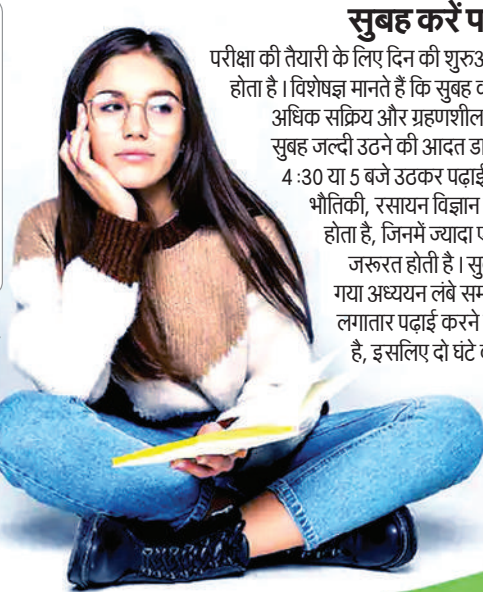 सुबह करें
परीक्षा की तैयारी के लिए दिन की
होता है। विशेषज्ञ मानते हैं कि सुबह
अधिक सक्रिय और ग्रहणशील
सुबह जल्दी उठने की आदत
4:30 या 5 बजे उठकर पढ़ाई
भौतिकी, रसायन विज्ञान
होता है, जिनमें ज्यादा
जरूरत होती है।
गया अध्ययन लंबे
लगातार पढ़ाई करने
है, इसलिए दो घंटे